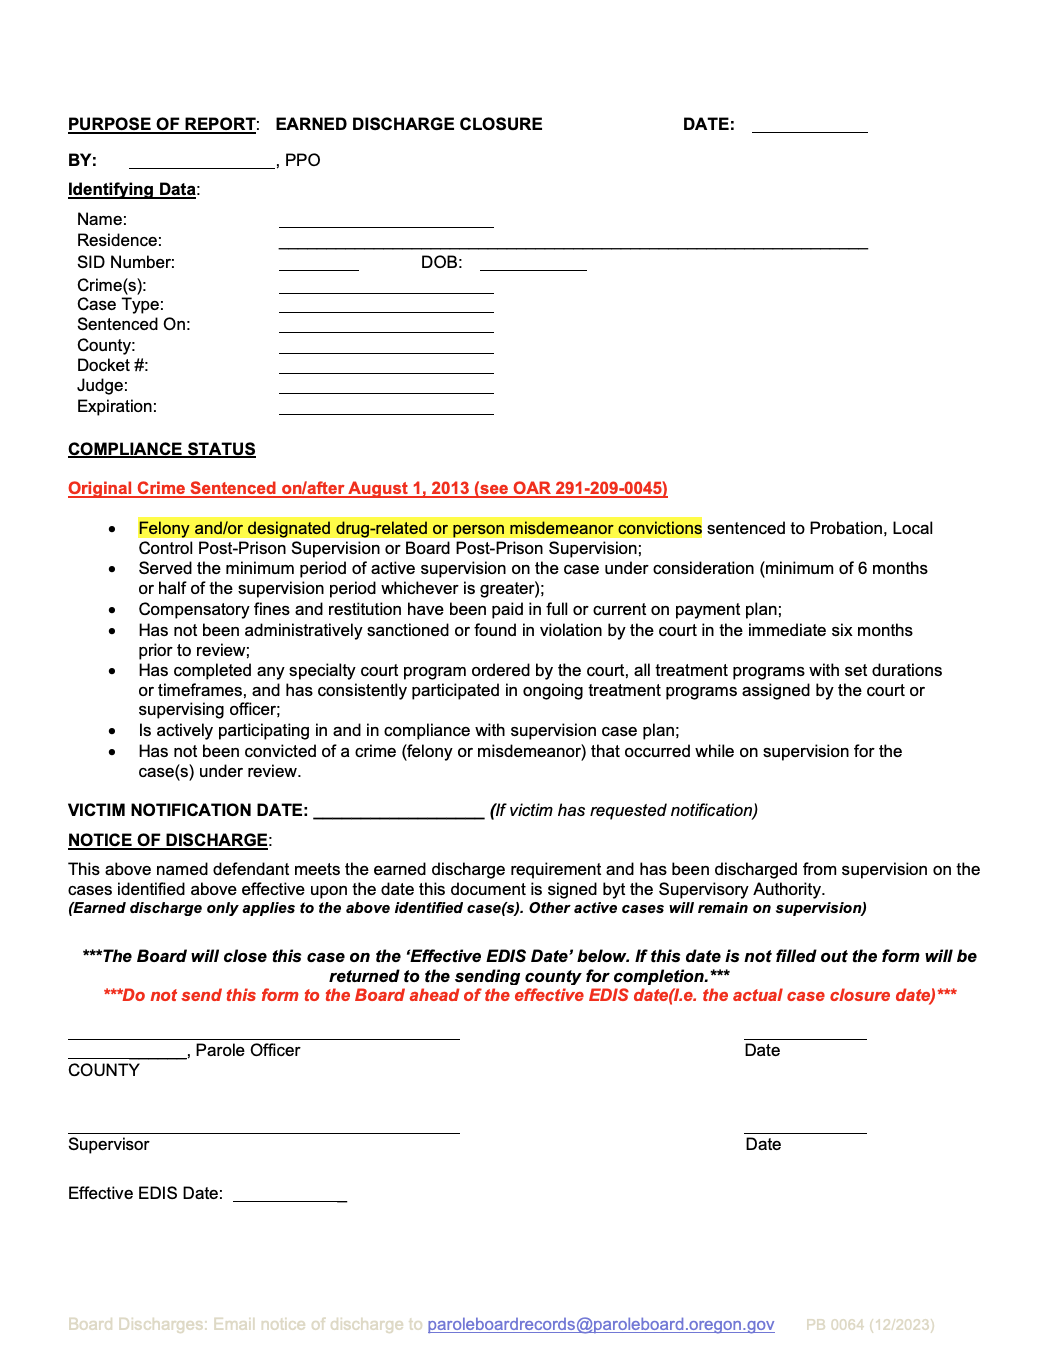 PURPOSE OF REPORT: EARNED DISCHARGE CLOSURE DATE: ____________
BY: ________________, PPO
Identifying Data:
Name: ________________________
Residence: ________________________________________________________________
SID Number: _________ DOB: ____________
Crime(s): ________________________
Case Type: ________________________
Sentenced On: ________________________
County: ________________________
Docket #: ________________________
Judge: ________________________
Expiration: ________________________
COMPLIANCE STATUS
Original Crime Sentenced on/after August 1, 2013 (see OAR 291-209-0045)
• Felony and/or designated drug-related or person misdemeanor convictions sentenced to Probation, Local
Control Post-Prison Supervision or Board Post-Prison Supervision;
• Served the minimum period of active supervision on the case under consideration (minimum of 6 months
or half of the supervision period whichever is greater);
• Compensatory fines and restitution have been paid in full or current on payment plan;
• Has not been administratively sanctioned or found in violation by the court in the immediate six months
prior to review;
• Has completed any specialty court program ordered by the court, all treatment programs with set durations
or timeframes, and has consistently participated in ongoing treatment programs assigned by the court or
supervising officer;
• Is actively participating in and in compliance with supervision case plan;
• Has not been convicted of a crime (felony or misdemeanor) that occurred while on supervision for the
case(s) under review.
VICTIM NOTIFICATION DATE: __________________ (If victim has requested notification)
NOTICE OF DISCHARGE:
This above named defendant meets the earned discharge requirement and has been discharged from supervision on the
cases identified above effective upon the date this document is signed byt the Supervisory Authority.
(Earned discharge only applies to the above identified case(s). Other active cases will remain on supervision)
***The Board will close this case on the ‘Effective EDIS Date’ below. If this date is not filled out the form will be
returned to the sending county for completion.***
***Do not send this form to the Board ahead of the effective EDIS date(I.e. the actual case closure date)***
_____________, Parole Officer Date
COUNTY
Supervisor Date
Effective EDIS Date: ____________
Board Discharges: Email notice of discharge to paroleboardrecords@paroleboard.oregon.gov PB 0064 (12/2023)